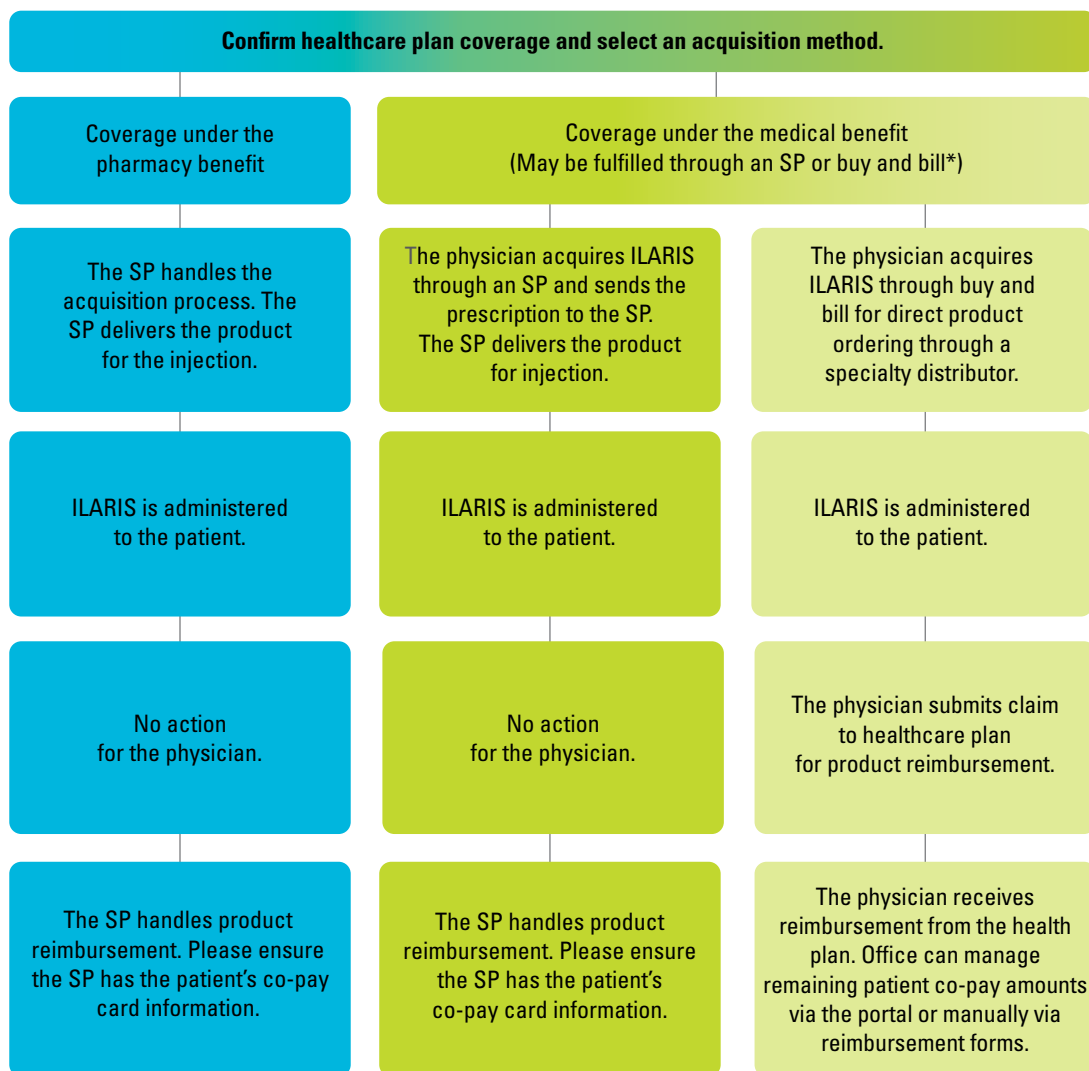 Confirm healthcare plan coverage and select an acquisition method.
Coverage under the
pharmacy benefit
Coverage under the medical benefit
(May be fulfilled through an SP or buy and bill*)
The SP handles the
acquisition process. The
SP delivers the product
for the injection.
The physician acquires ILARIS
through an SP and sends the
prescription to the SP.
The SP delivers the product
for injection.
The physician acquires
ILARIS through buy and
bill for direct product
ordering through a
specialty distributor.
ILARIS is administered
to the patient.
ILARIS is administered
to the patient.
ILARIS is administered
to the patient.
No action
for the physician.
No action
for the physician.
The physician submits claim
to healthcare plan
for product reimbursement.
The SP handles product
reimbursement. Please ensure
the SP has the patient’s co-pay
card information.
The SP handles product
reimbursement. Please ensure
the SP has the patient’s
co-pay card information.
The physician receives
reimbursement from the health
plan. Office can manage
remaining patient co-pay amounts
via the portal or manually via
reimbursement forms.